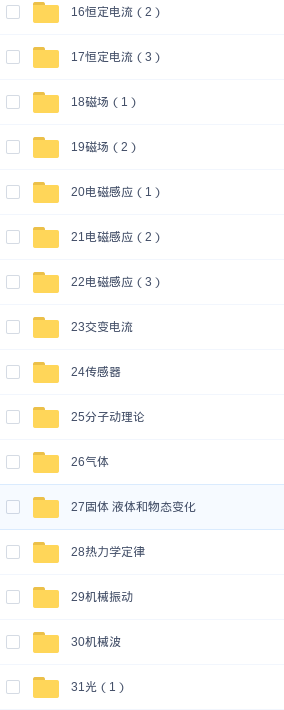 16恒定电流（2）
17恒定电流（3）
18磁场（1）
19磁场（2）
20电磁感应（1）
21电磁感应（2）
22电磁感应（3）
23交变电流
24传感器
25分子动理论
26气体
27固体 液体和物态变化
28热力学定律
29机械振动
30机械波
31光（1）